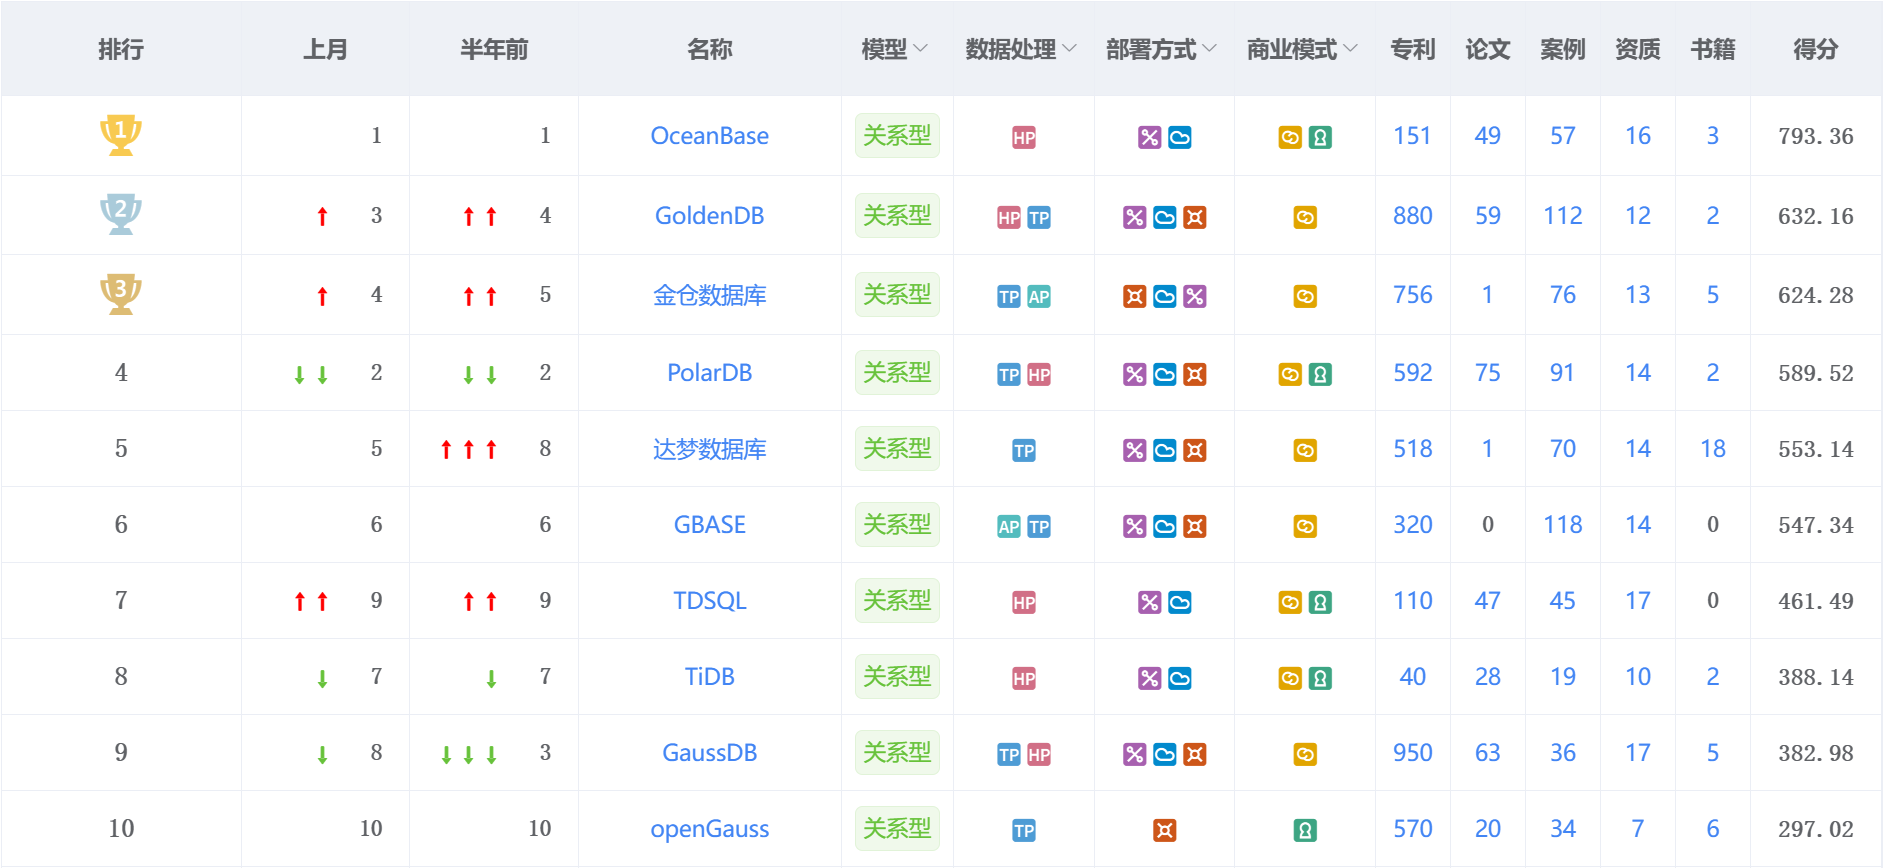 排行 上月 半年前 名称 模型 数据处理 部署方式 商业模式 专利 论文 案例 资质 书籍 得分
1 1 1 OceanBase 关系型 HP 151 49 57 16 3 793.36
2 ↑ 3 ↑↑ 4 GoldenDB 关系型 HP TP 880 59 112 12 2 632.16
3 ↑ 4 ↑↑ 5 金仓数据库 关系型 TP AP 756 1 76 13 5 624.28
4 ↓↓ 2 ↓↓ 2 PolarDB 关系型 TP HP 592 75 91 14 2 589.52
5 5 ↑↑↑ 8 达梦数据库 关系型 TP 518 1 70 14 18 553.14
6 6 6 GBASE 关系型 AP TP 320 0 118 14 0 547.34
7 ↑↑ 9 ↑↑ 9 TDSQL 关系型 HP 110 47 45 17 0 461.49
8 ↓ 7 ↓ 7 TiDB 关系型 HP 40 28 19 10 2 388.14
9 ↓ 8 ↓↓↓ 3 GaussDB 关系型 TP HP 950 63 36 17 5 382.98
10 10 10 openGauss 关系型 TP 570 20 34 7 6 297.02